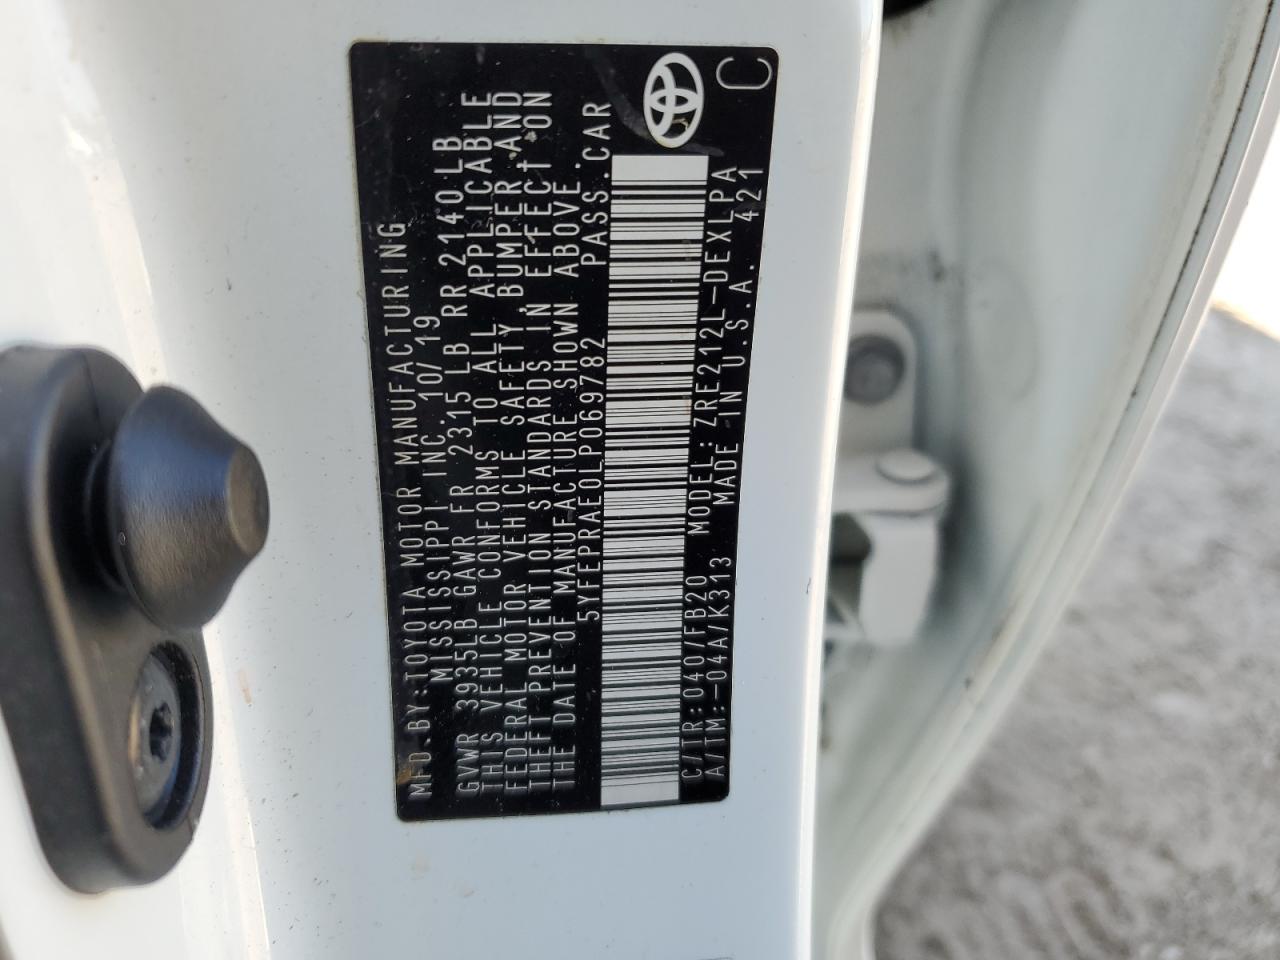 MFD.BY:TOYOTA MOTOR MANUFACTURING
MISSISSIPPI INC.10/19
GVWR 3935LB GAWR FR 2315 LB RR 2140LB
THIS VEHICLE CONFORMS TO ALL APPLICABLE
FEDERAL MOTOR VEHICLE SAFETY,BUMPER,AND
THEFT PREVENTION STANDARDS IN EFFECT ON
THE DATE OF MANUFACTURE SHOWN ABOVE.
5YFEPRAE0LP069782 PASS.CAR
C/TR:040/FB20 MODEL:ZRE212L-DEXLPA
A/TM:-04A/K313 MADE IN U.S.A. 421
C